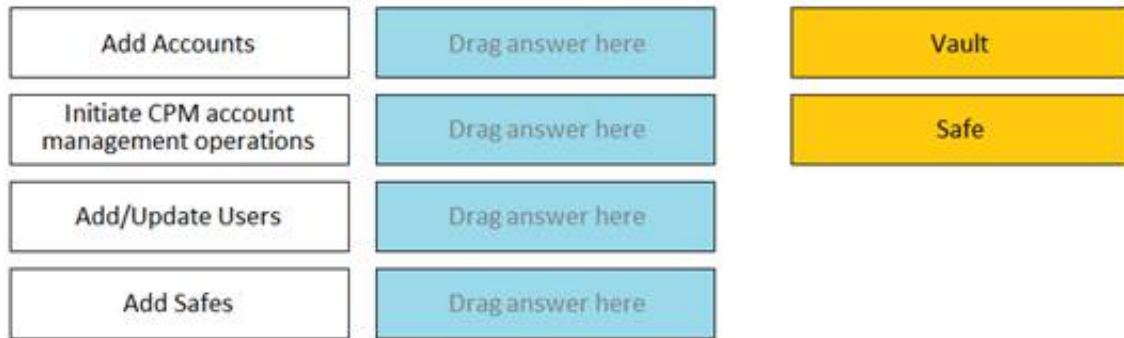 Add Accounts
Drag answer here
Vault
Initiate CPM account
management operations
Drag answer here
Safe
Add/Update Users
Drag answer here
Add Safes
Drag answer here